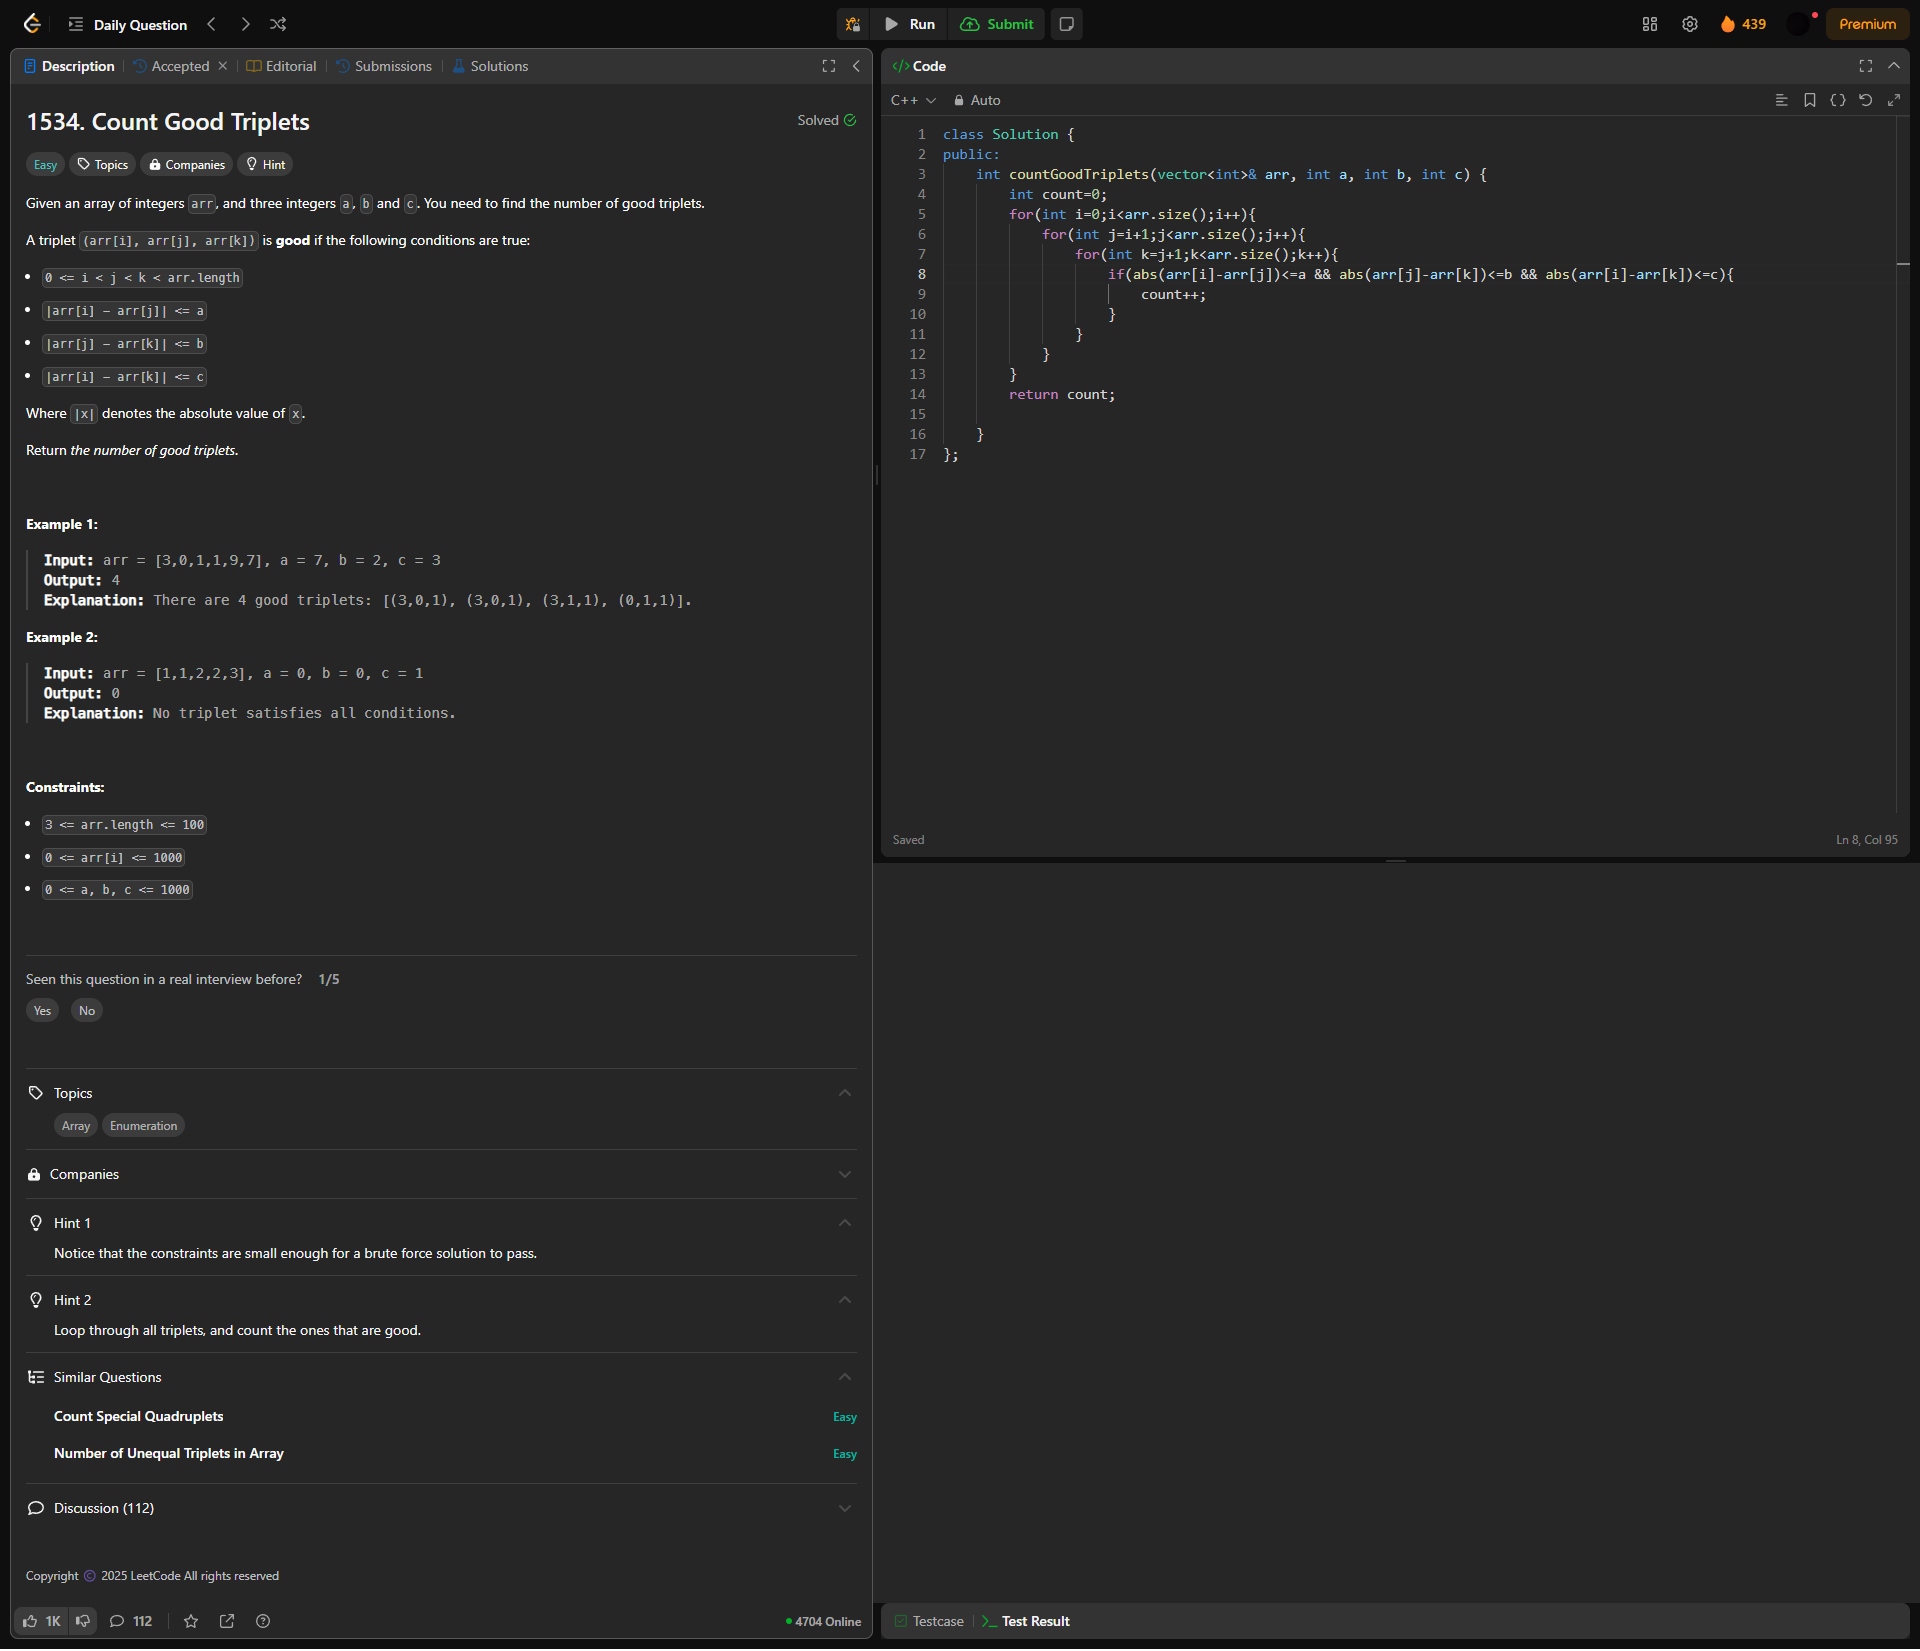 Daily Question
Run
Submit
439
Premium
Description
Accepted
Editorial
Submissions
Solutions
1534. Count Good Triplets
Solved
Easy
Topics
Companies
Hint
Given an array of integers arr, and three integers a, b and c. You need to find the number of good triplets.
A triplet (arr[i], arr[j], arr[k]) is good if the following conditions are true:
• 0 <= i < j < k < arr.length
• |arr[i] - arr[j]| <= a
• |arr[j] - arr[k]| <= b
• |arr[i] - arr[k]| <= c
Where |x| denotes the absolute value of x.
Return the number of good triplets.
Example 1:
Input: arr = [3,0,1,1,9,7], a = 7, b = 2, c = 3
Output: 4
Explanation: There are 4 good triplets: [(3,0,1), (3,0,1), (3,1,1), (0,1,1)].
Example 2:
Input: arr = [1,1,2,2,3], a = 0, b = 0, c = 1
Output: 0
Explanation: No triplet satisfies all conditions.
Constraints:
• 3 <= arr.length <= 100
• 0 <= arr[i] <= 1000
• 0 <= a, b, c <= 1000
Seen this question in a real interview before? 1/5
Yes
No
Topics
Array
Enumeration
Companies
Hint 1
Notice that the constraints are small enough for a brute force solution to pass.
Hint 2
Loop through all triplets, and count the ones that are good.
Similar Questions
Count Special Quadruplets
Easy
Number of Unequal Triplets in Array
Easy
Discussion (112)
Copyright © 2025 LeetCode All rights reserved
1K
112
4704 Online
</> Code
C++
Auto
1 class Solution {
2 public:
3     int countGoodTriplets(vector<int>& arr, int a, int b, int c) {
4         int count=0;
5         for(int i=0;i<arr.size();i++){
6             for(int j=i+1;j<arr.size();j++){
7                 for(int k=j+1;k<arr.size();k++){
8                     if(abs(arr[i]-arr[j])<=a && abs(arr[j]-arr[k])<=b && abs(arr[i]-arr[k])<=c){
9                         count++;
10                     }
11                 }
12             }
13         }
14         return count;
15
16     }
17 };
Saved
Ln 8, Col 95
Testcase
Test Result